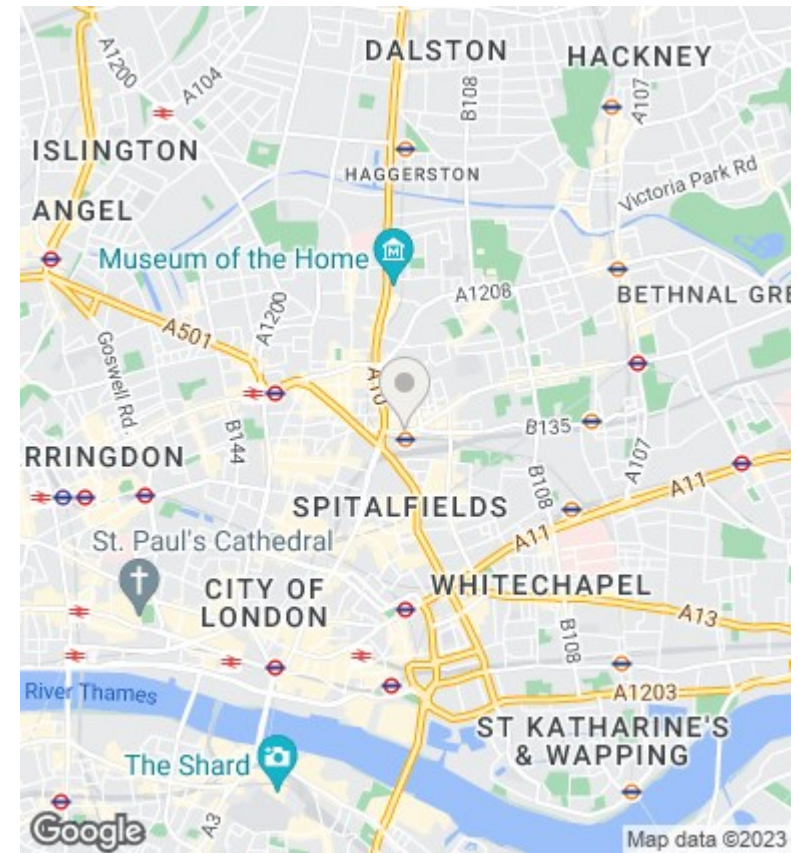 DALSTON
HACKNEY
A1200
A104
B108
A107
ISLINGTON
HAGGERSTON
Victoria Park Rd
ANGEL
Museum of the Home
A1208
BETHNAL GRE
A1200
A501
Goswell Rd.
A10
B144
B135
A107
RRINGDON
B108
A11
SPITALFIELDS
A11
St. Paul's Cathedral
CITY OF
LONDON
WHITECHAPEL
A13
B108
River Thames
A1203
ST KATHARINE'S
& WAPPING
The Shard
A3
Google
Map data ©2023